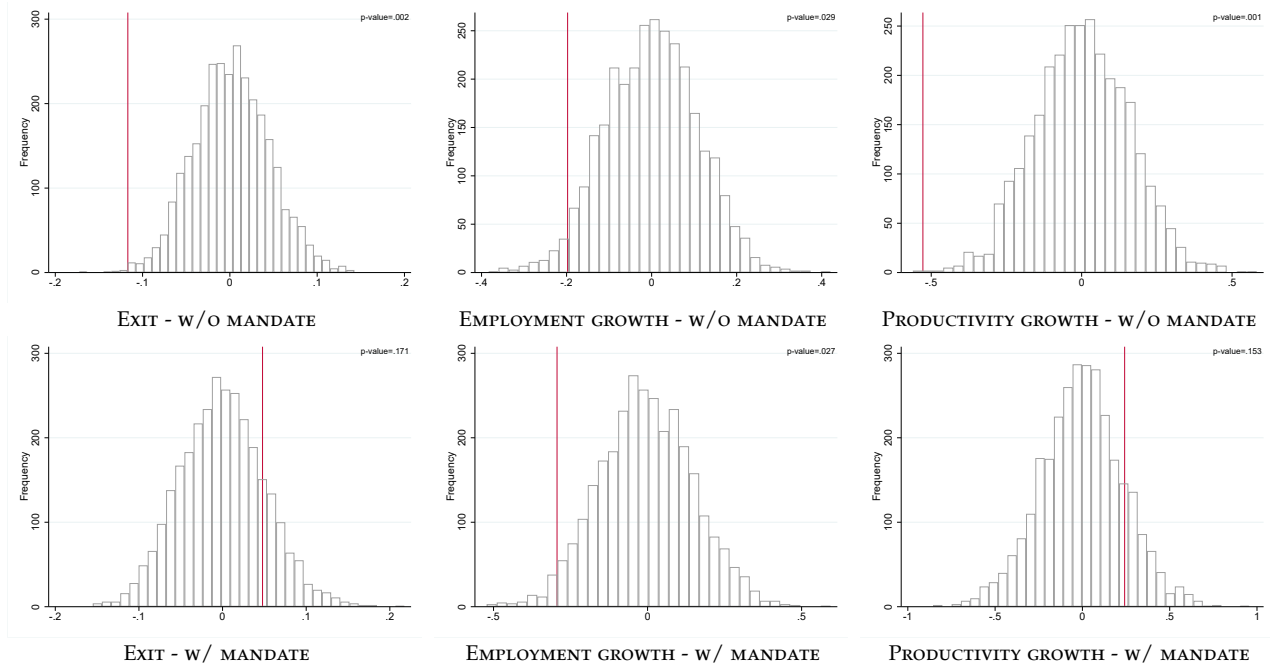 p-value=.002
Frequency
300
200
100
0
-.2 -.1 0 .1 .2
EXIT - W/O MANDATE
p-value=.029
Frequency
250
200
150
100
50
0
-.4 -.2 0 .2 .4
EMPLOYMENT GROWTH - W/O MANDATE
p-value=.001
Frequency
250
200
150
100
50
0
-.5 0 .5
PRODUCTIVITY GROWTH - W/O MANDATE
p-value=.171
Frequency
300
200
100
0
-.2 -.1 0 .1 .2
EXIT - W/ MANDATE
p-value=.027
Frequency
300
200
100
0
-.5 0 .5
EMPLOYMENT GROWTH - W/ MANDATE
p-value=.153
Frequency
300
200
100
0
-1 -.5 0 .5 1
PRODUCTIVITY GROWTH - W/ MANDATE